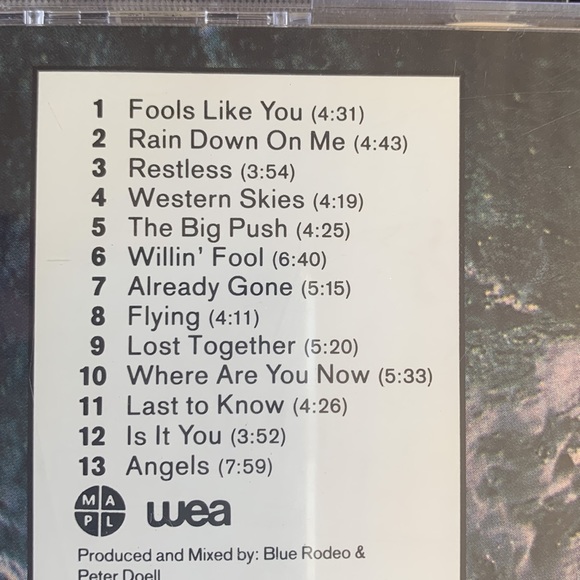 1 Fools Like You (4:31)
2 Rain Down On Me (4:43)
3 Restless (3:54)
4 Western Skies (4:19)
5 The Big Push (4:25)
6 Willin' Fool (6:40)
7 Already Gone (5:15)
8 Flying (4:11)
9 Lost Together (5:20)
10 Where Are You Now (5:33)
11 Last to Know (4:26)
12 Is It You (3:52)
13 Angels (7:59)
M A
P L
wea
Produced and Mixed by: Blue Rodeo &
Peter Doell